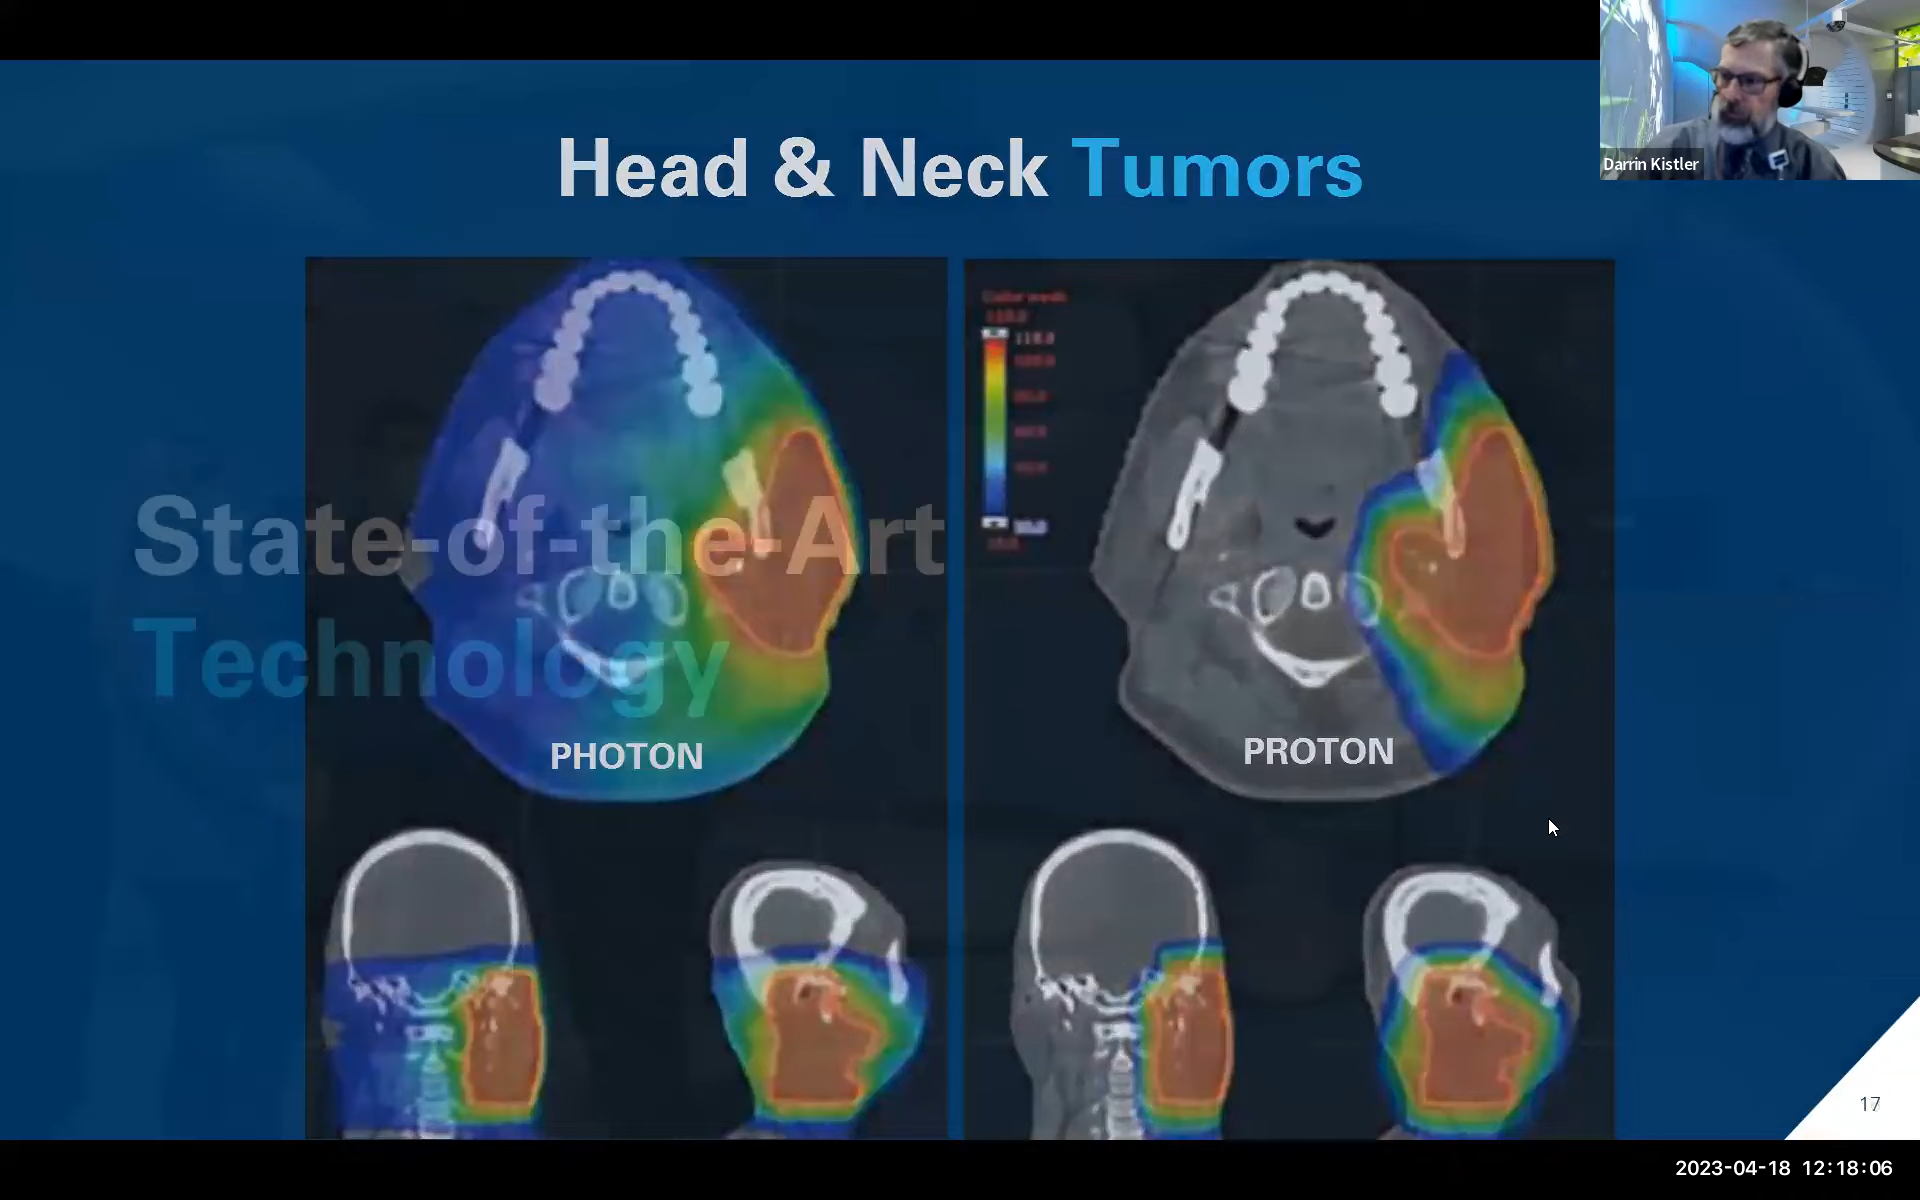 Darrin Kistler
Head & Neck Tumors
State-of-the-Art
Technology
PHOTON
PROTON
17
2023-04-18 12:18:06